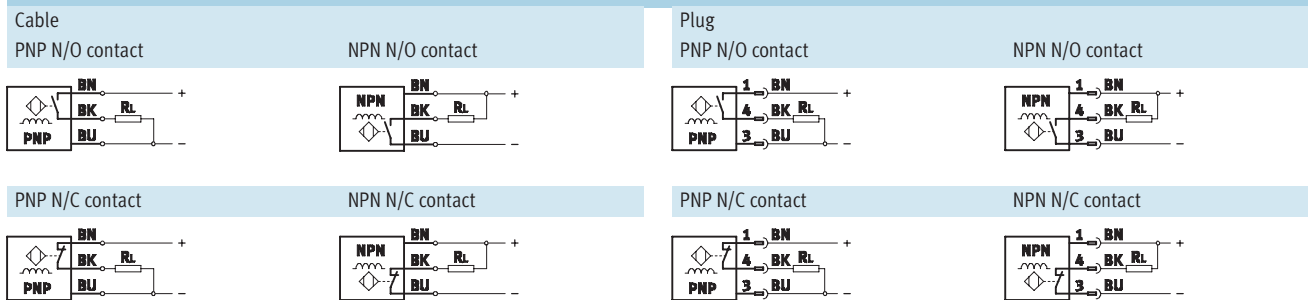 Cable
Plug
PNP N/O contact
NPN N/O contact
PNP N/O contact
NPN N/O contact
BN
+
BK RL
PNP
BU
−
BN
+
NPN
BK RL
BU
−
1 BN
+
4 BK RL
PNP
3 BU
−
1 BN
+
NPN
4 BK RL
3 BU
−
PNP N/C contact
NPN N/C contact
PNP N/C contact
NPN N/C contact
BN
+
BK RL
PNP
BU
−
BN
+
NPN
BK RL
BU
−
1 BN
+
4 BK RL
PNP
3 BU
−
1 BN
+
NPN
4 BK RL
3 BU
−